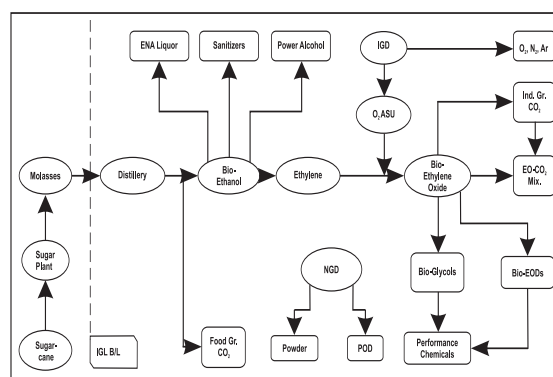 ENA Liquor
Sanitizers
Power Alcohol
IGD
O₂, N₂, Ar
Ind. Gr.
CO₂
O₂ ASU
Molasses
Distillery
Bio-
Ethanol
Ethylene
Bio-
Ethylene
Oxide
EO-CO₂
Mix.
Sugar
Plant
NGD
Bio-Glycols
Bio-EODs
Sugar-
cane
IGL B/L
Food Gr.
CO₂
Powder
POD
Performance
Chemicals